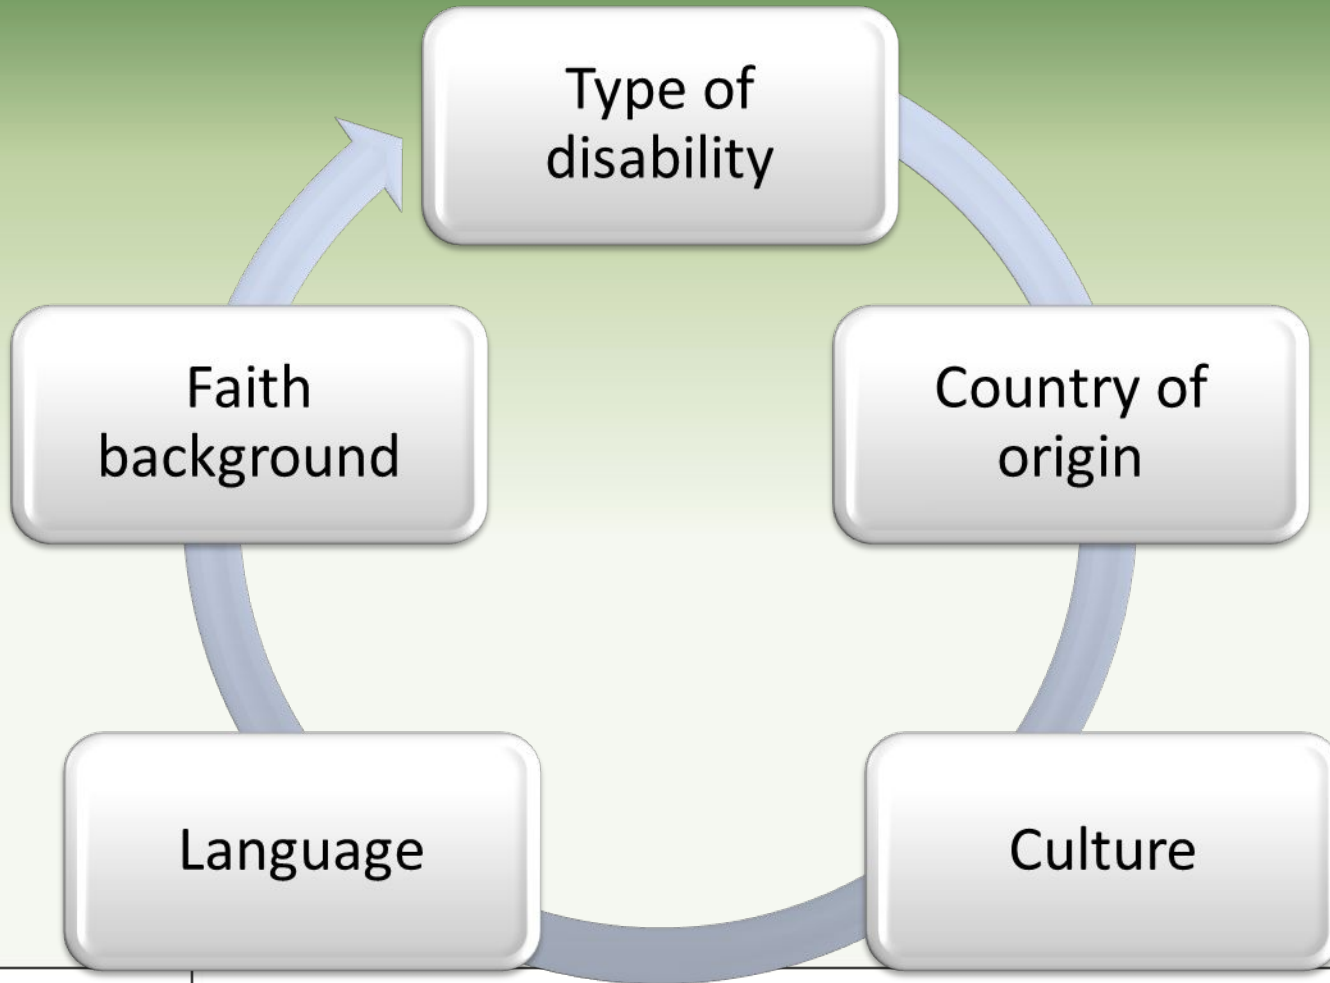 Type of
disability
Country of
origin
Culture
Language
Faith
background